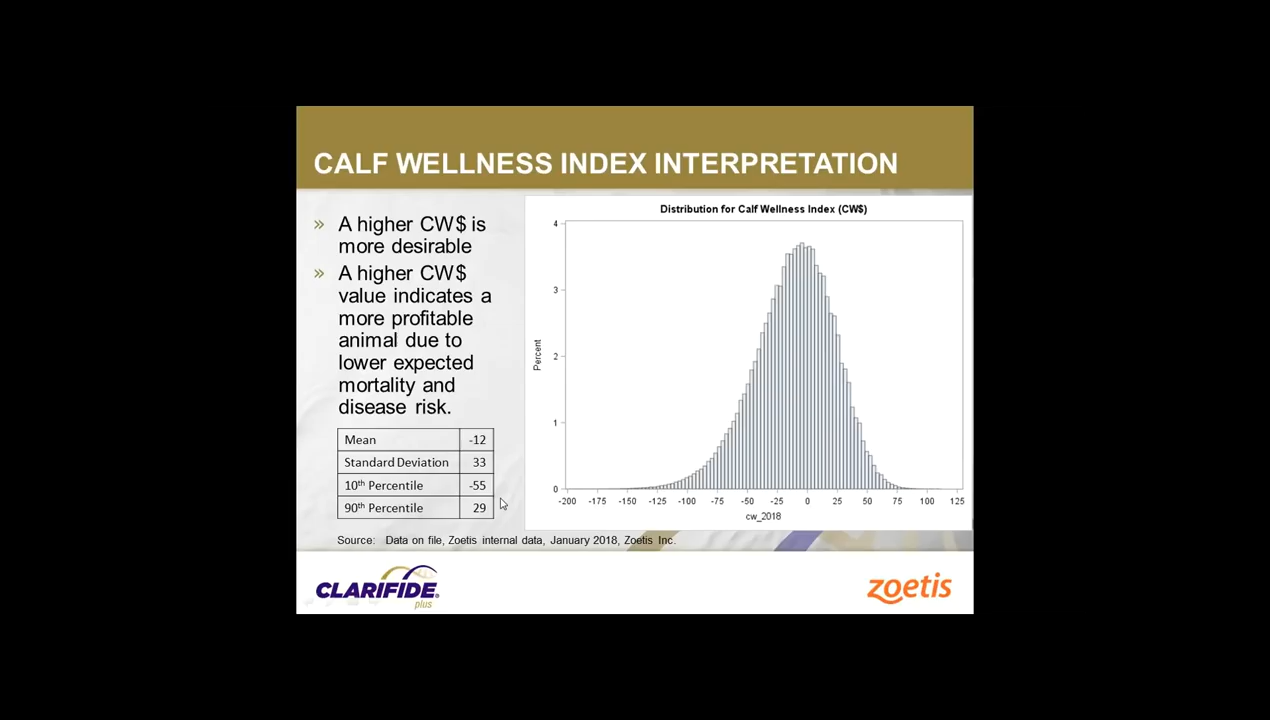 CALF WELLNESS INDEX INTERPRETATION
» A higher CW$ is
more desirable
» A higher CW$
value indicates a
more profitable
animal due to
lower expected
mortality and
disease risk.
Mean -12
Standard Deviation 33
10th Percentile -55
90th Percentile 29
Distribution for Calf Wellness Index (CW$)
Percent
4
3
2
1
0
-200 -175 -150 -125 -100 -75 -50 -25 0 25 50 75 100 125
cw_2018
Source: Data on file, Zoetis internal data, January 2018, Zoetis Inc.
CLARIFIDE®
plus
zoetis